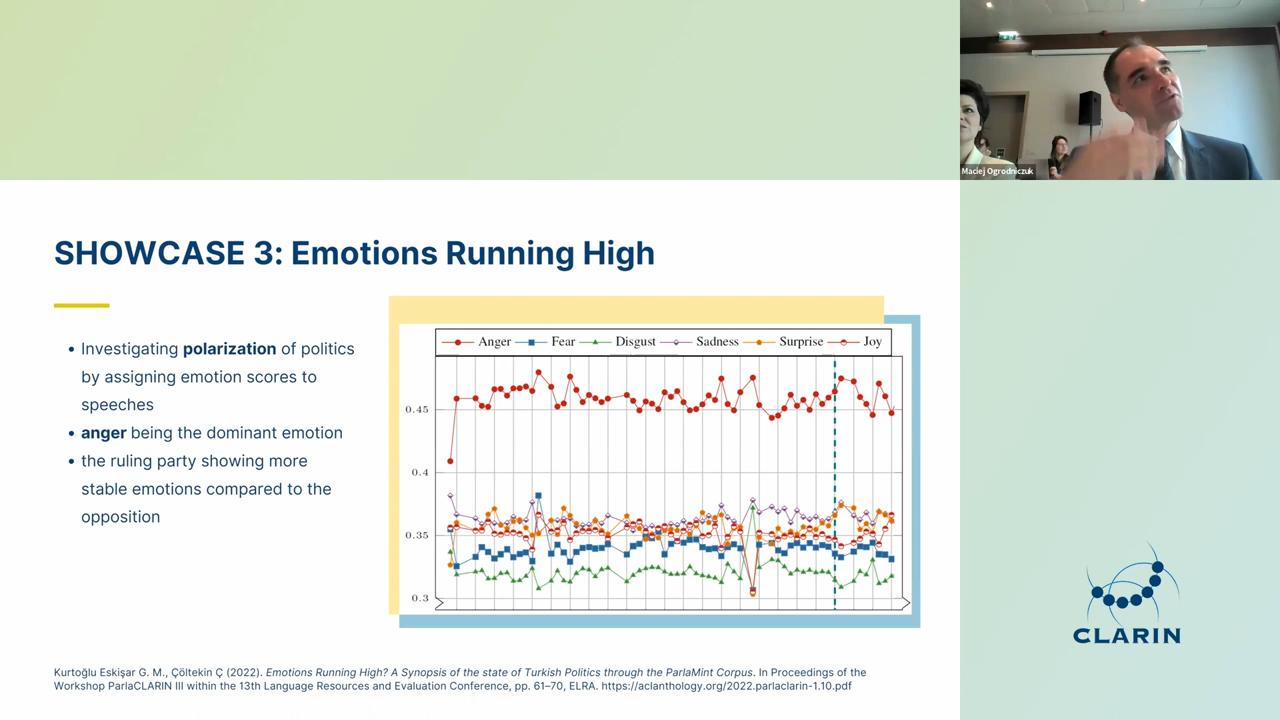 Maciej Ogrodniczuk
SHOWCASE 3: Emotions Running High
• Investigating polarization of politics
by assigning emotion scores to
speeches
• anger being the dominant emotion
• the ruling party showing more
stable emotions compared to the
opposition
Anger Fear Disgust Sadness Surprise Joy
0.45
0.4
0.35
0.3
CLARIN
Kurtoğlu Eskişar G. M., Çöltekin Ç (2022). Emotions Running High? A Synopsis of the state of Turkish Politics through the ParlaMint Corpus. In Proceedings of the
Workshop ParlaCLARIN III within the 13th Language Resources and Evaluation Conference, pp. 61–70, ELRA. https://aclanthology.org/2022.parlaclarin-1.10.pdf